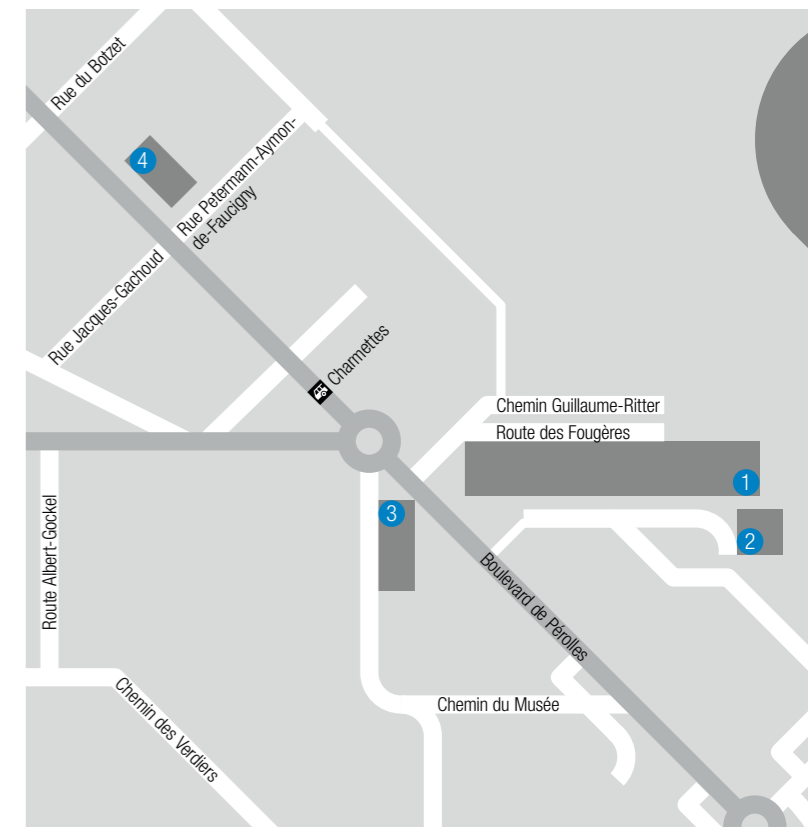 Rue du Botzet
4
Rue Petermann-Aymon-
de-Faucigny
Rue Jacques-Gachoud
Charmettes
Chemin Guillaume-Ritter
Route des Fougères
1
3
2
Route Albert-Gockel
Boulevard de Pérolles
Chemin du Musée
Chemin des Verdiers